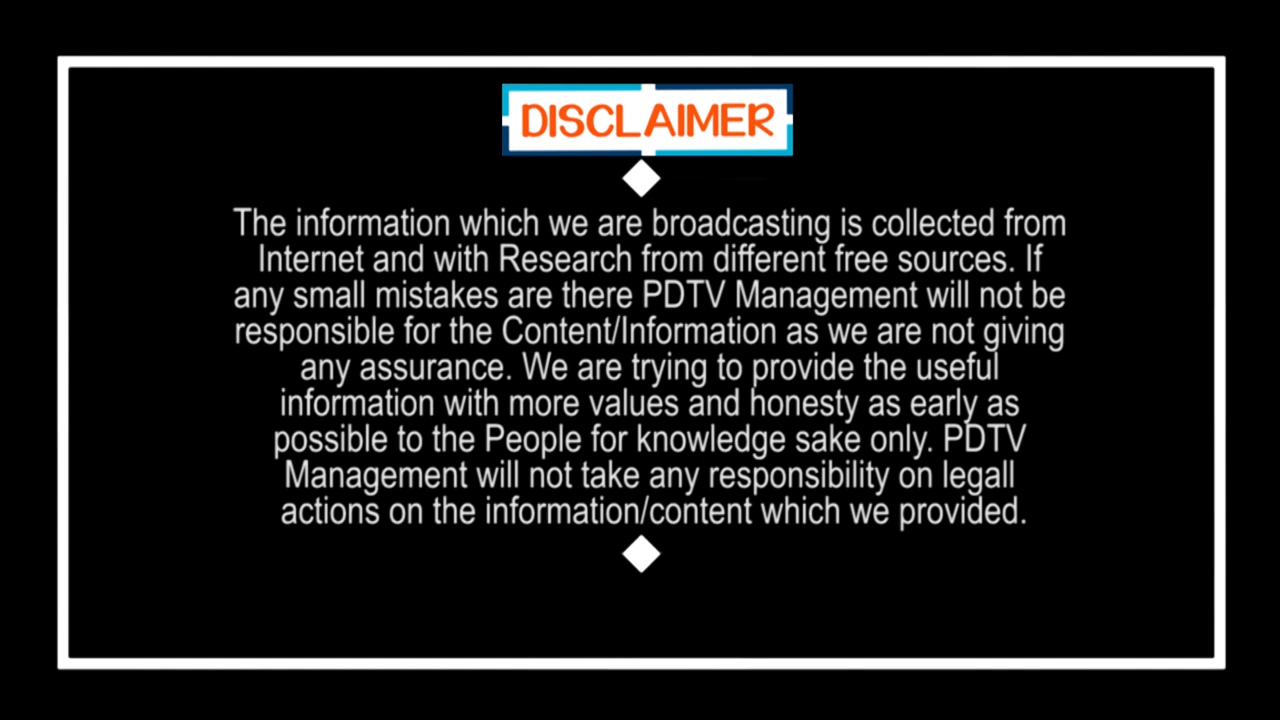 DISCLAIMER
The information which we are broadcasting is collected from
Internet and with Research from different free sources. If
any small mistakes are there PDTV Management will not be
responsible for the Content/Information as we are not giving
any assurance. We are trying to provide the useful
information with more values and honesty as early as
possible to the People for knowledge sake only. PDTV
Management will not take any responsibility on legall
actions on the information/content which we provided.